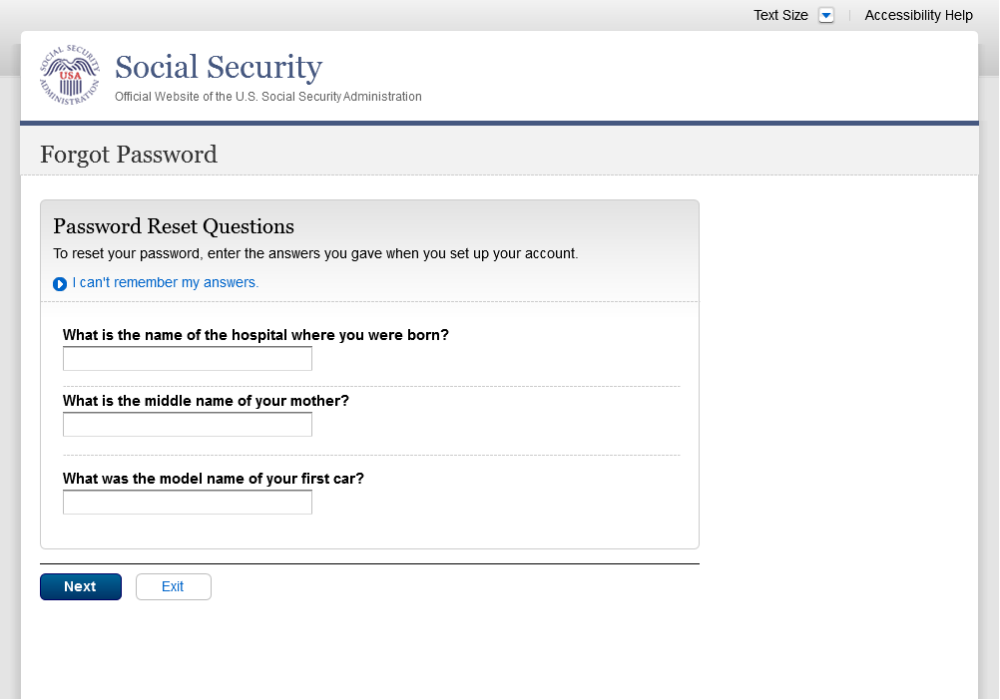 Text Size
Accessibility Help
SOCIAL SECURITY ADMINISTRATION
USA
Social Security
Official Website of the U.S. Social Security Administration
Forgot Password
Password Reset Questions
To reset your password, enter the answers you gave when you set up your account.
I can't remember my answers.
What is the name of the hospital where you were born?
What is the middle name of your mother?
What was the model name of your first car?
Next
Exit